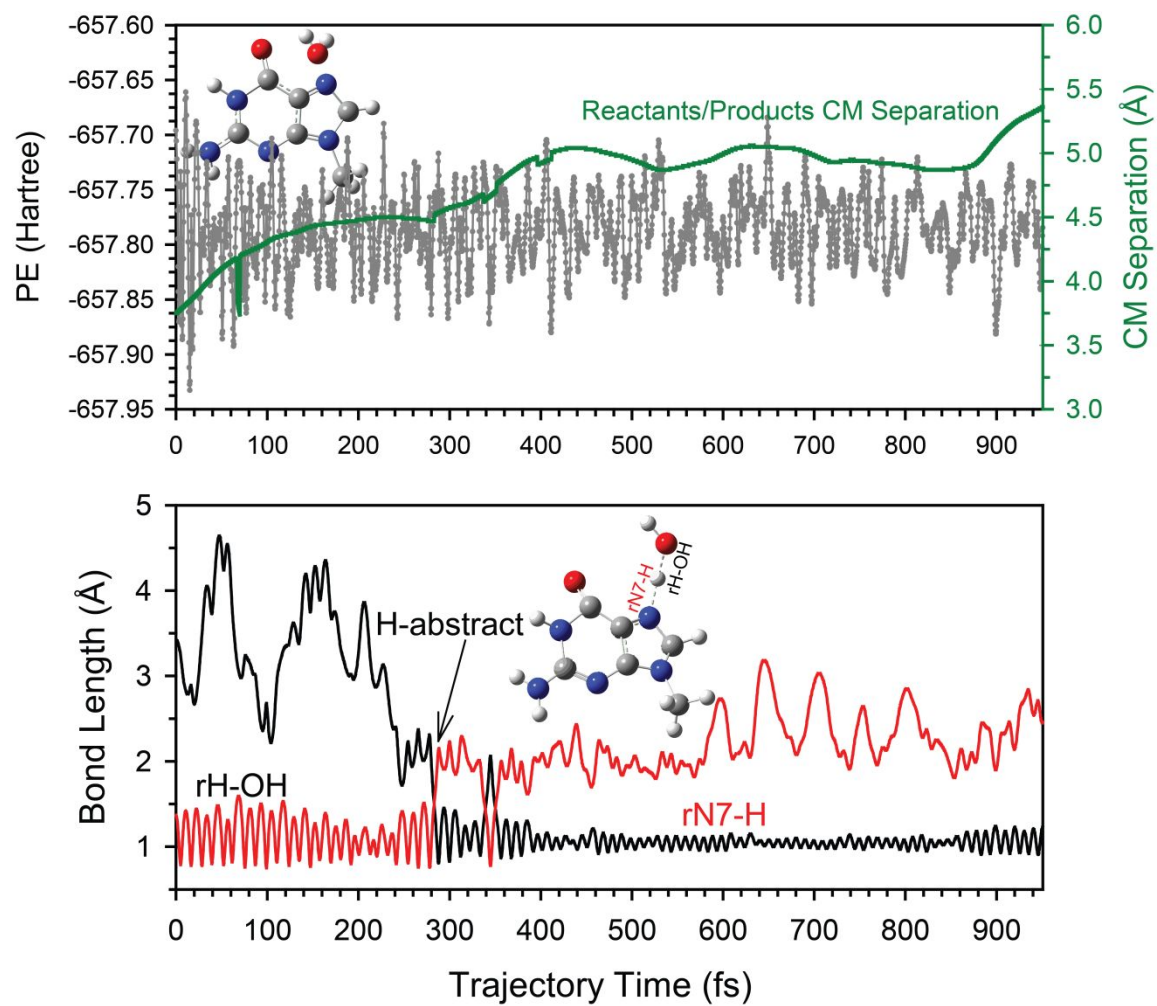 -657.60
-657.65
-657.70
-657.75
-657.80
-657.85
-657.90
-657.95
PE (Hartree)
Reactants/Products CM Separation
6.0
5.5
5.0
4.5
4.0
3.5
3.0
CM Separation (Å)
0 100 200 300 400 500 600 700 800 900
5
4
3
2
1
Bond Length (Å)
H-abstract
rN7-H
rH-OH
rH-OH
rN7-H
0 100 200 300 400 500 600 700 800 900
Trajectory Time (fs)